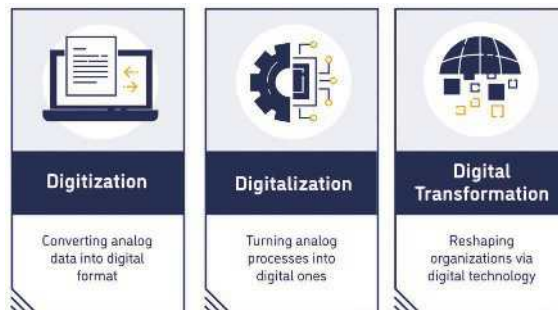 Digitization
Converting analog
data into digital
format
Digitalization
Turning analog
processes into
digital ones
Digital
Transformation
Reshaping
organizations via
digital technology